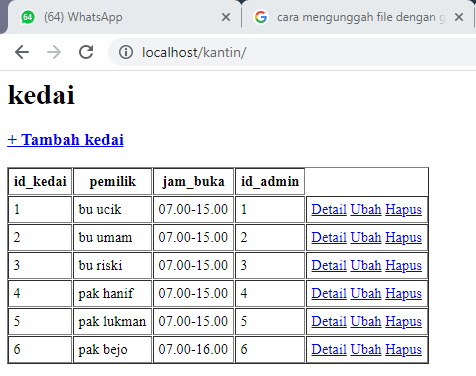 64 (64) WhatsApp × cara mengunggah file dengan g ×
localhost/kantin/
kedai
+ Tambah kedai
id_kedai pemilik jam_buka id_admin
1 bu ucik 07.00-15.00 1 Detail Ubah Hapus
2 bu umam 07.00-15.00 2 Detail Ubah Hapus
3 bu riski 07.00-15.00 3 Detail Ubah Hapus
4 pak hanif 07.00-15.00 4 Detail Ubah Hapus
5 pak lukman 07.00-15.00 5 Detail Ubah Hapus
6 pak bejo 07.00-16.00 6 Detail Ubah Hapus